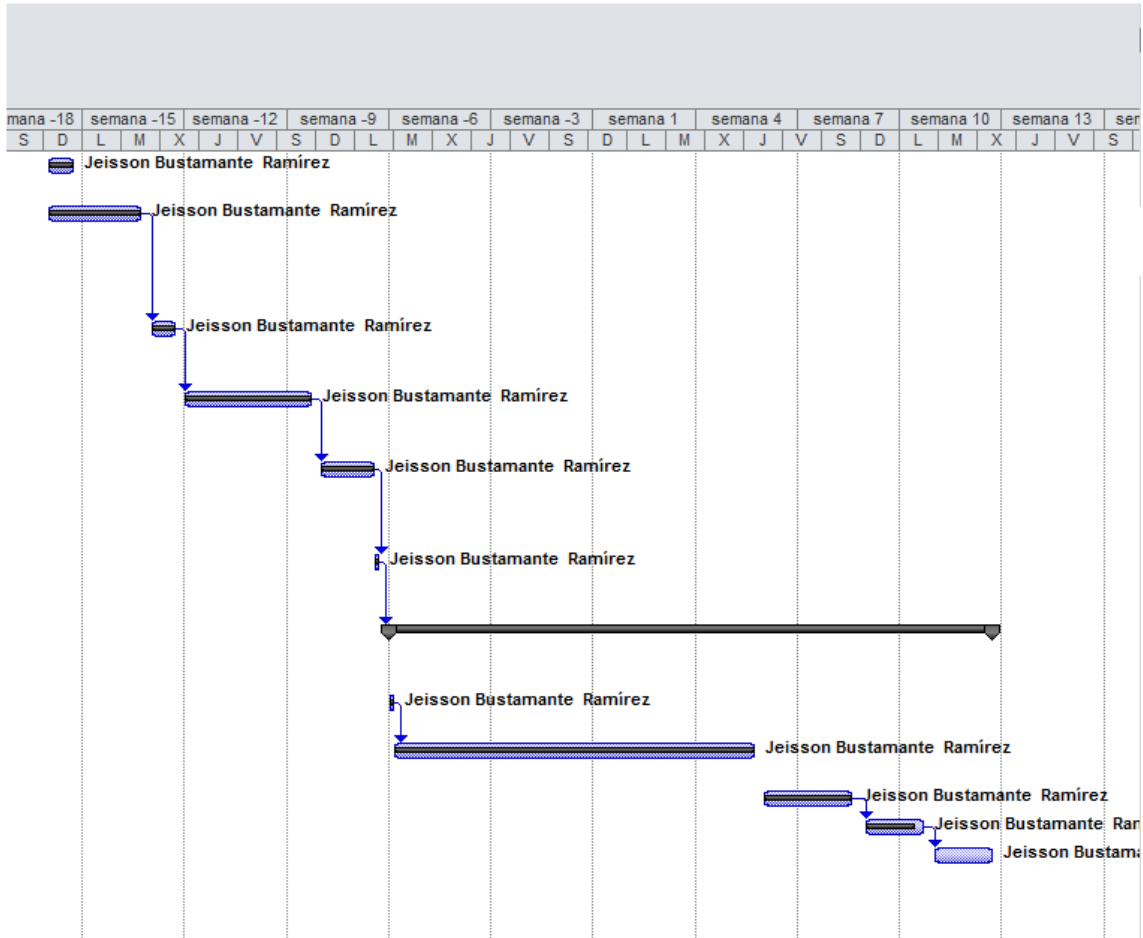 mana -18 semana -15 semana -12 semana -9 semana -6 semana -3 semana 1 semana 4 semana 7 semana 10 semana 13 ser
S D L M X J V S D L M X J V S D L M X J V S D L M X J V S
Jeisson Bustamante Ramírez
Jeisson Bustamante Ramírez
Jeisson Bustamante Ramírez
Jeisson Bustamante Ramírez
Jeisson Bustamante Ramírez
Jeisson Bustamante Ramírez
Jeisson Bustamante Ramírez
Jeisson Bustamante Ramírez
Jeisson Bustamante Ramírez
Jeisson Bustamante Ram
Jeisson Bustama